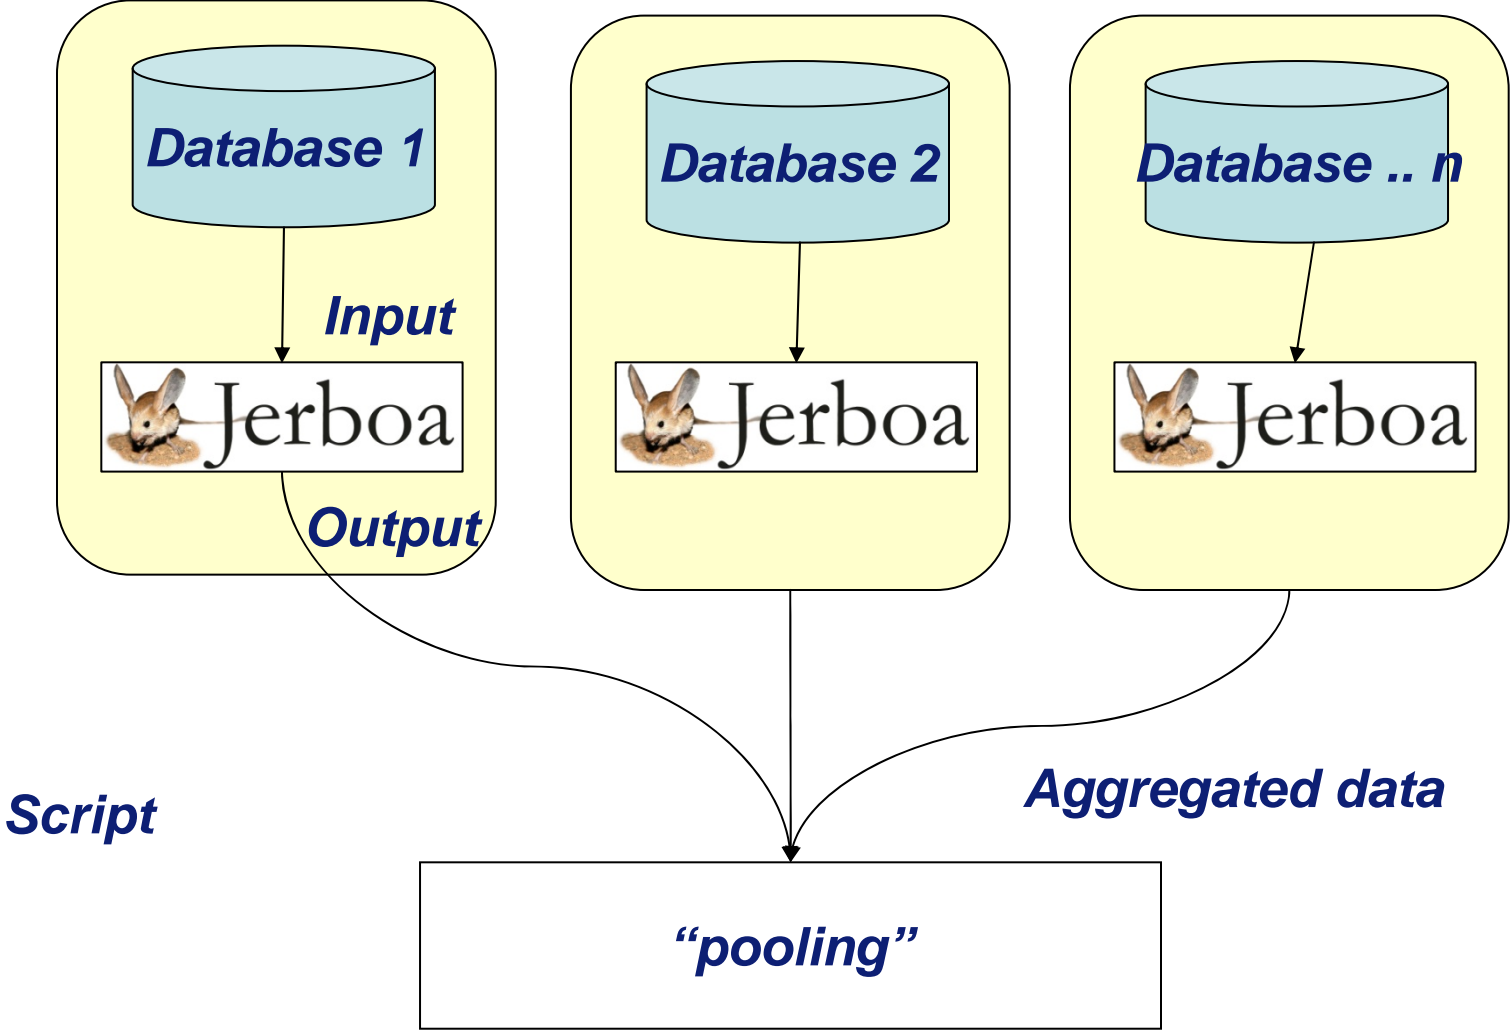 Database 1
Database 2
Database .. n
Input
Jerboa
Jerboa
Jerboa
Output
Script
Aggregated data
“pooling”